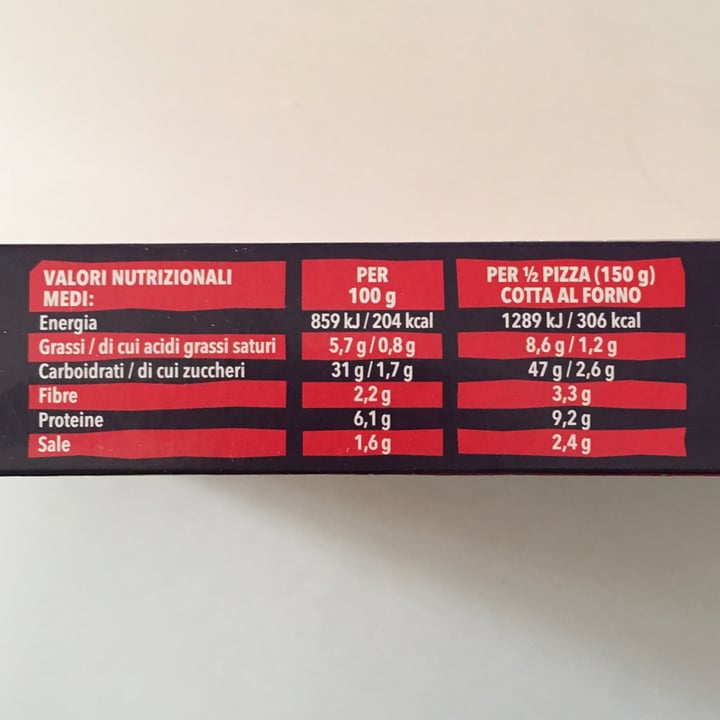 VALORI NUTRIZIONALI MEDI: PER 100 g PER ½ PIZZA (150 g) COTTA AL FORNO
Energia 859 kJ / 204 kcal 1289 kJ / 306 kcal
Grassi / di cui acidi grassi saturi 5,7 g / 0,8 g 8,6 g / 1,2 g
Carboidrati / di cui zuccheri 31 g / 1,7 g 47 g / 2,6 g
Fibre 2,2 g 3,3 g
Proteine 6,1 g 9,2 g
Sale 1,6 g 2,4 g